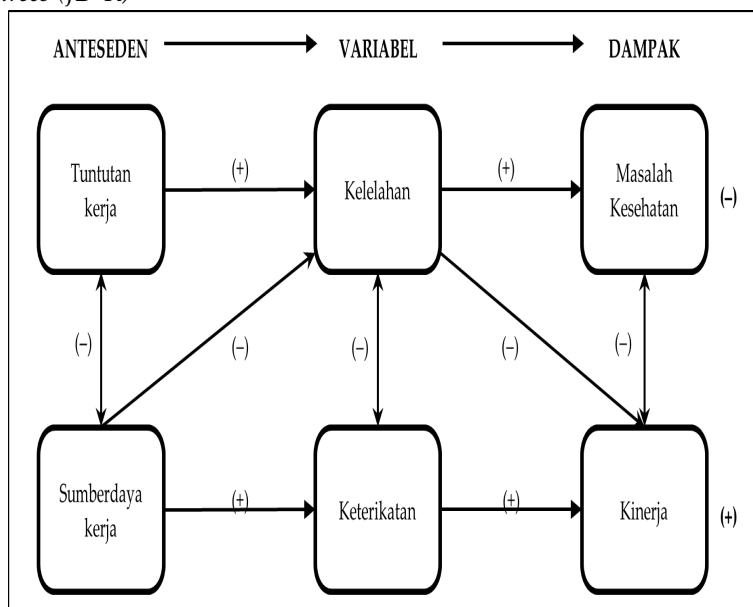 ANTESEDEN VARIABEL DAMPAK
Tuntutan
kerja
(+)
Kelelahan
(+)
Masalah
Kesehatan
(–)
(–)
(–)
(–)
(–)
(–)
Sumberdaya
kerja
(+)
Keterikatan
(+)
Kinerja
(+)